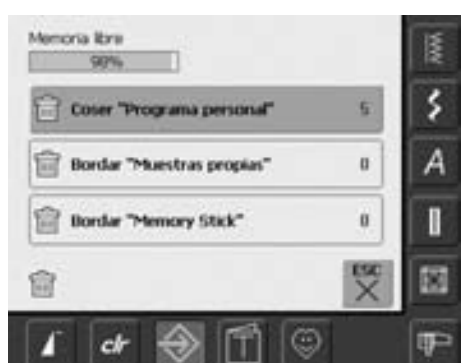 Memoria libre
90%
Coser "Programa personal" 5
Bordar "Muestras propias" 0
Bordar "Memory Stick" 0
ESC
A
clr